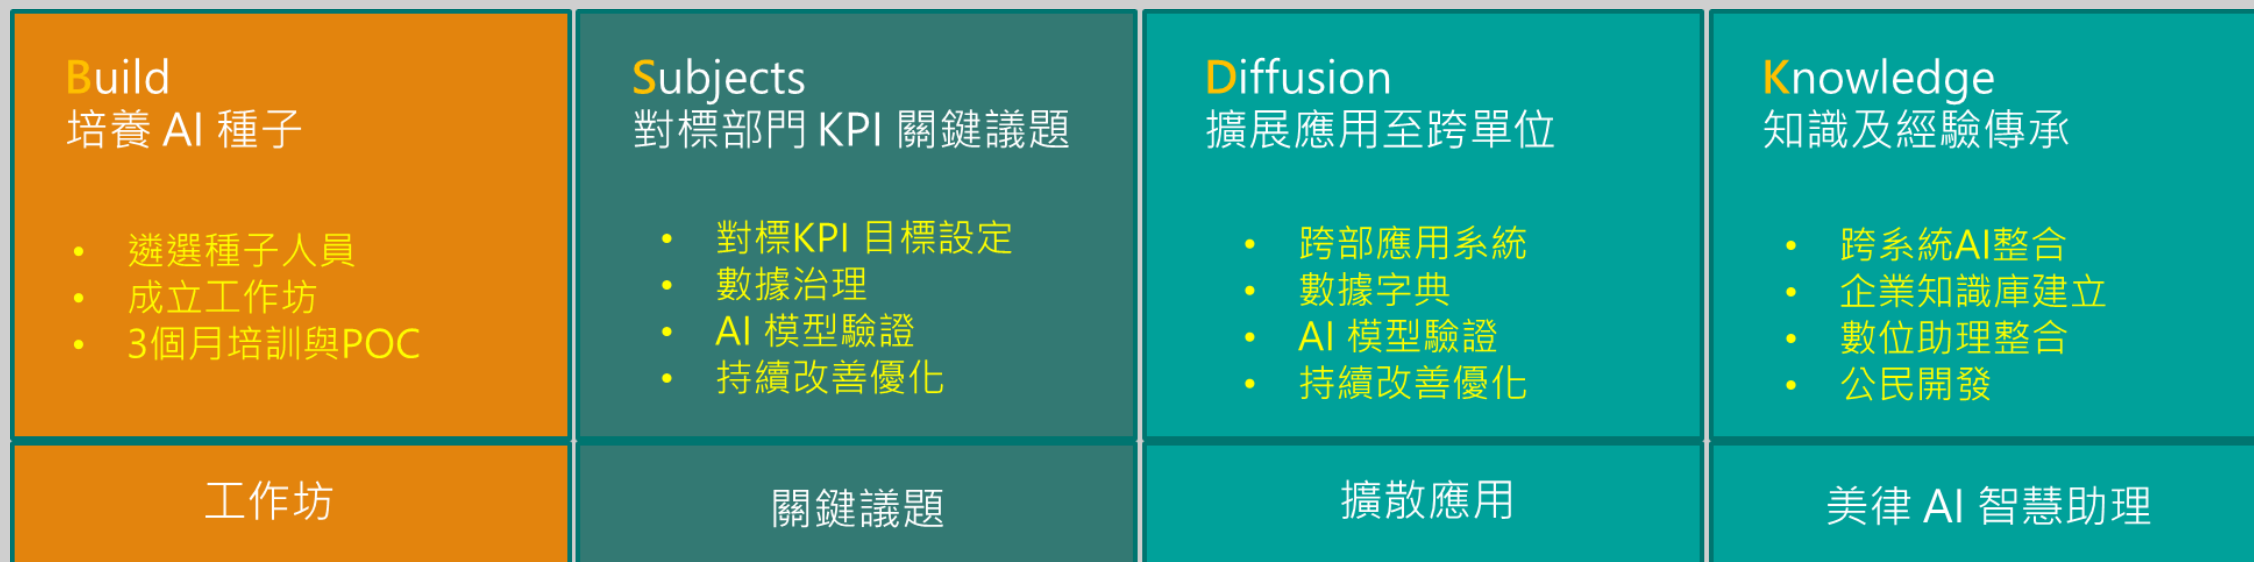 Build
培養 AI 種子
• 遴選種子人員
• 成立工作坊
• 3個月培訓與POC
工作坊
Subjects
對標部門 KPI 關鍵議題
• 對標KPI 目標設定
• 數據治理
• AI 模型驗證
• 持續改善優化
關鍵議題
Diffusion
擴展應用至跨單位
• 跨部應用系統
• 數據字典
• AI 模型驗證
• 持續改善優化
擴散應用
Knowledge
知識及經驗傳承
• 跨系統AI整合
• 企業知識庫建立
• 數位助理整合
• 公民開發
美律 AI 智慧助理